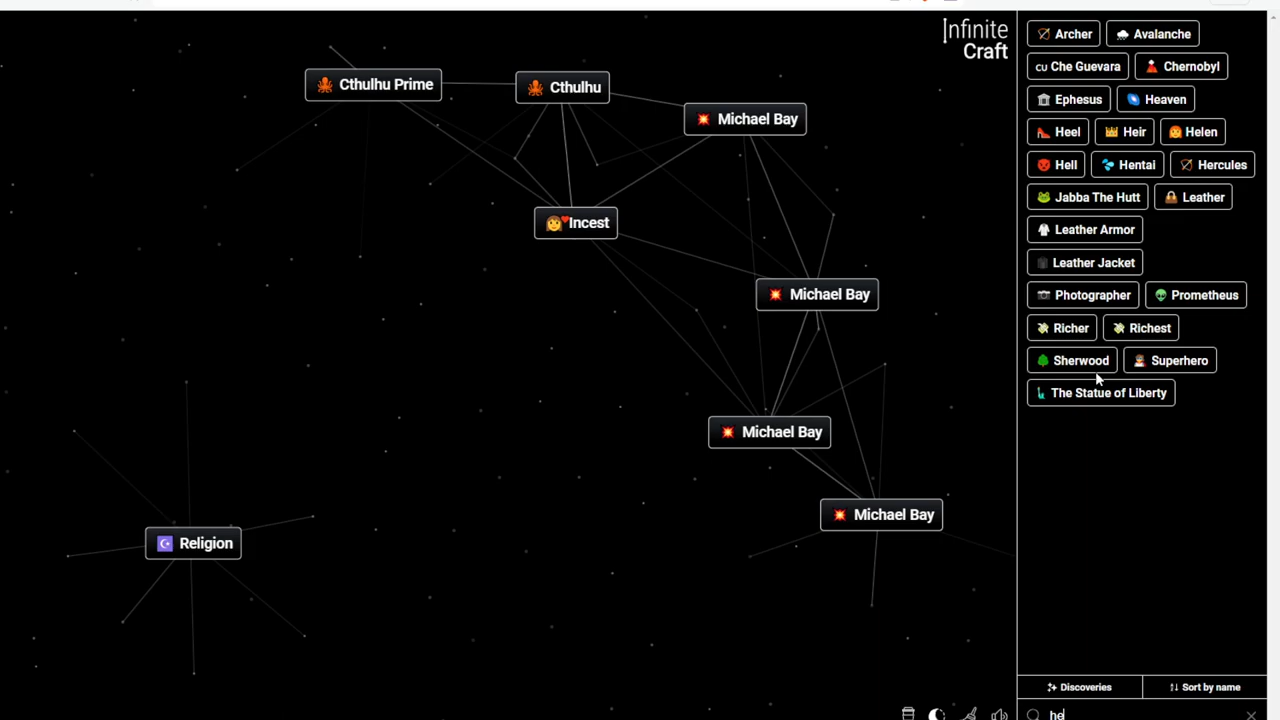 Infinite
Craft
Cthulhu Prime
Cthulhu
Michael Bay
Incest
Michael Bay
Michael Bay
Michael Bay
Religion
Archer
Avalanche
CU Che Guevara
Chernobyl
Ephesus
Heaven
Heel
Heir
Helen
Hell
Hentai
Hercules
Jabba The Hutt
Leather
Leather Armor
Leather Jacket
Photographer
Prometheus
Richer
Richest
Sherwood
Superhero
The Statue of Liberty
Discoveries
Sort by name
he